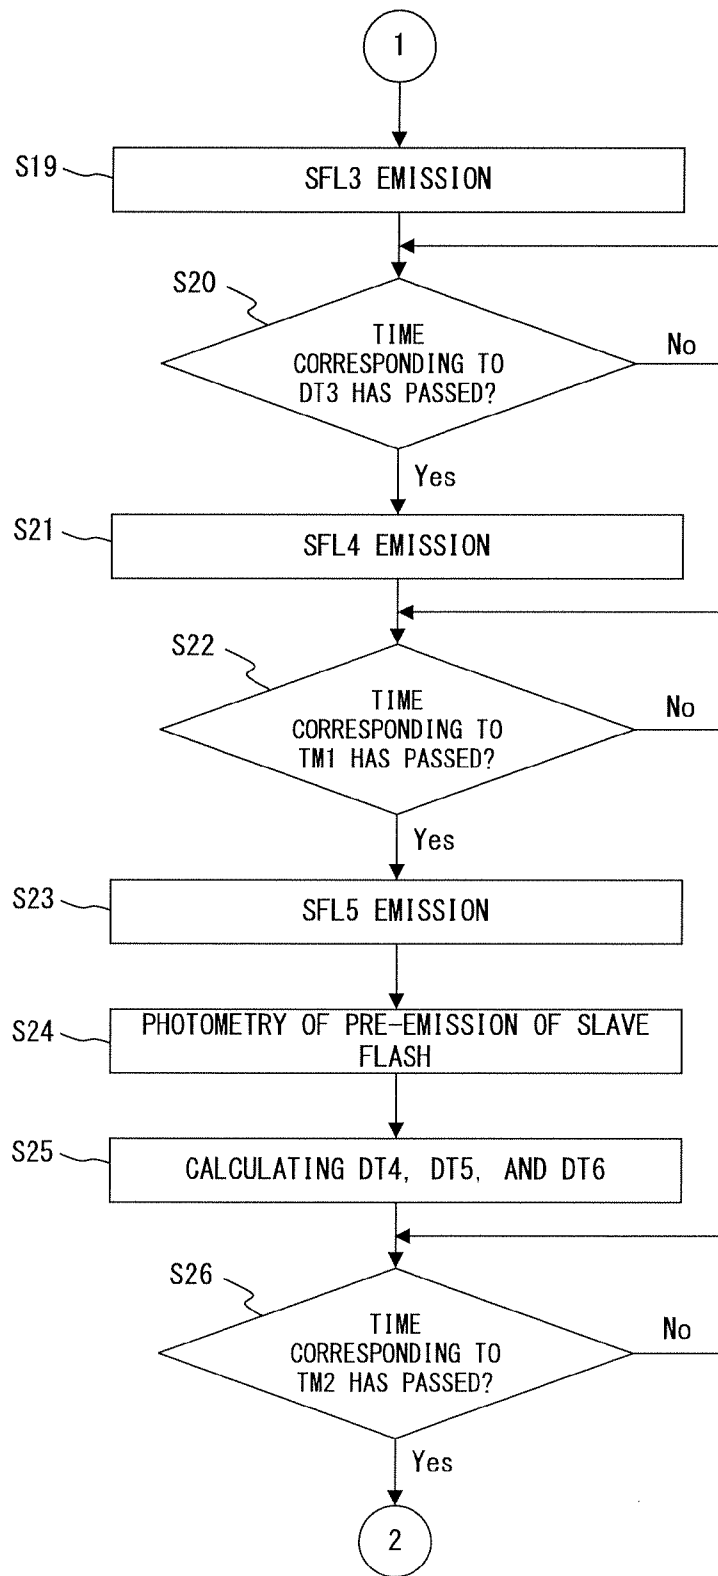 1
S19
SFL3 EMISSION
S20
TIME
CORRESPONDING TO
DT3 HAS PASSED?
No
Yes
S21
SFL4 EMISSION
S22
TIME
CORRESPONDING TO
TM1 HAS PASSED?
No
Yes
S23
SFL5 EMISSION
S24
PHOTOMETRY OF PRE-EMISSION OF SLAVE
FLASH
S25
CALCULATING DT4, DT5, AND DT6
S26
TIME
CORRESPONDING TO
TM2 HAS PASSED?
No
Yes
2